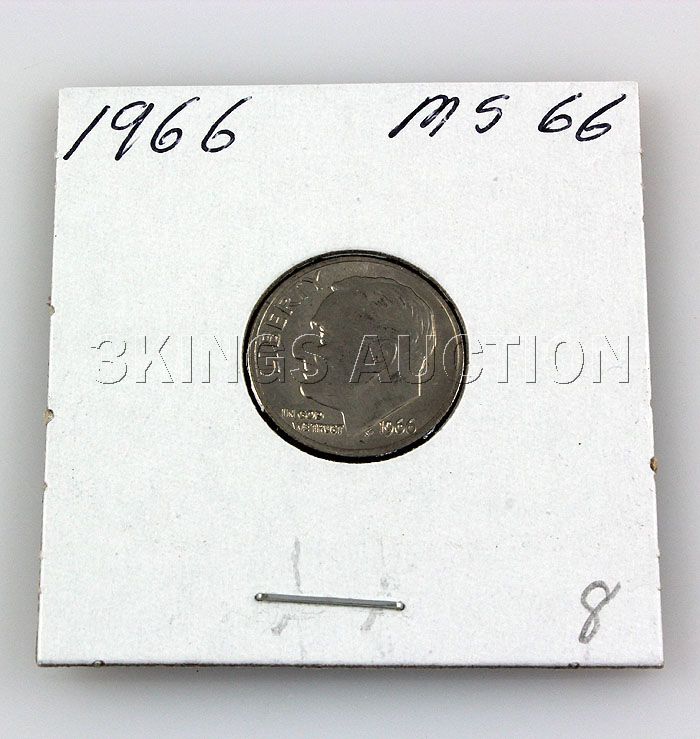 1966 MS 66
LIBERTY
3KINGS AUCTION
IN GOD
WE TRUST 1966
8